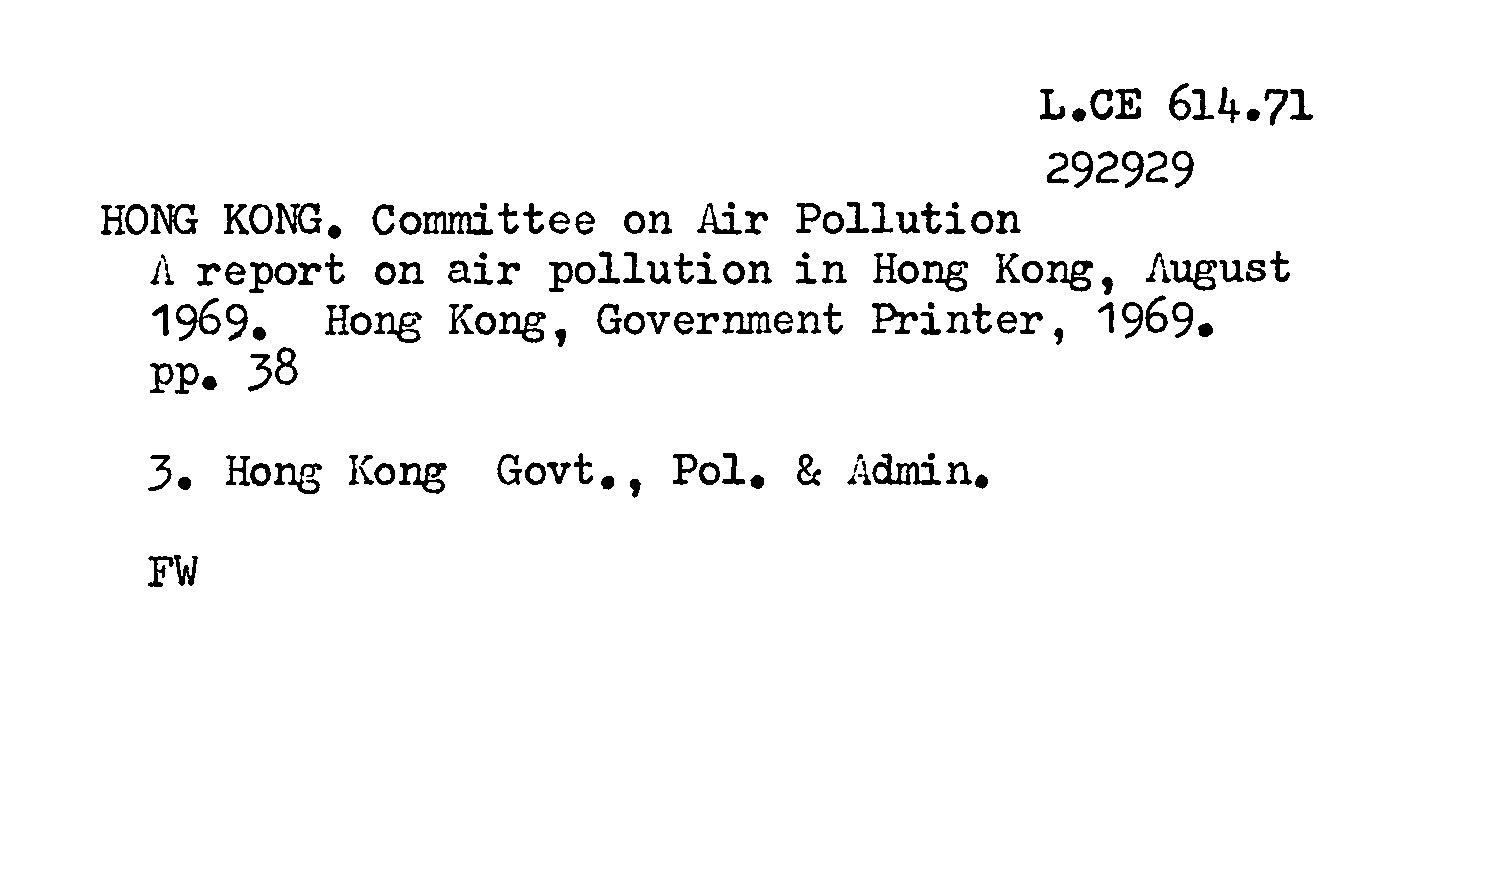 L.CE 614.71
292929
HONG KONG. Committee on Air Pollution
A report on air pollution in Hong Kong, August
1969. Hong Kong, Government Printer, 1969.
pp. 38
3. Hong Kong Govt., Pol. & Admin.
FW